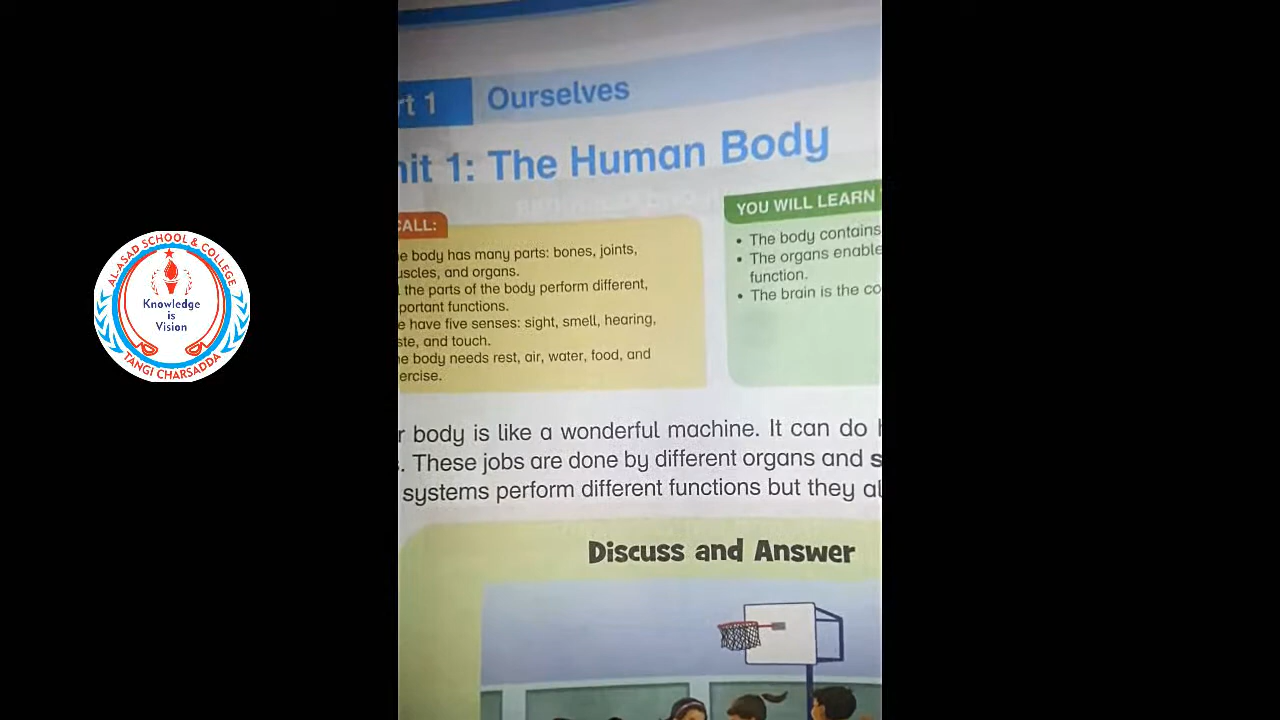 AL-ASAD SCHOOL & COLLEGE
Knowledge
is
Vision
TANGI CHARSADDA
rt 1 Ourselves
nit 1: The Human Body
CALL:
e body has many parts: bones, joints,
uscles, and organs.
the parts of the body perform different,
portant functions.
e have five senses: sight, smell, hearing,
ste, and touch.
e body needs rest, air, water, food, and
ercise.
YOU WILL LEARN
• The body contains
• The organs enable
function.
• The brain is the co
r body is like a wonderful machine. It can do
s. These jobs are done by different organs and s
systems perform different functions but they al
Discuss and Answer